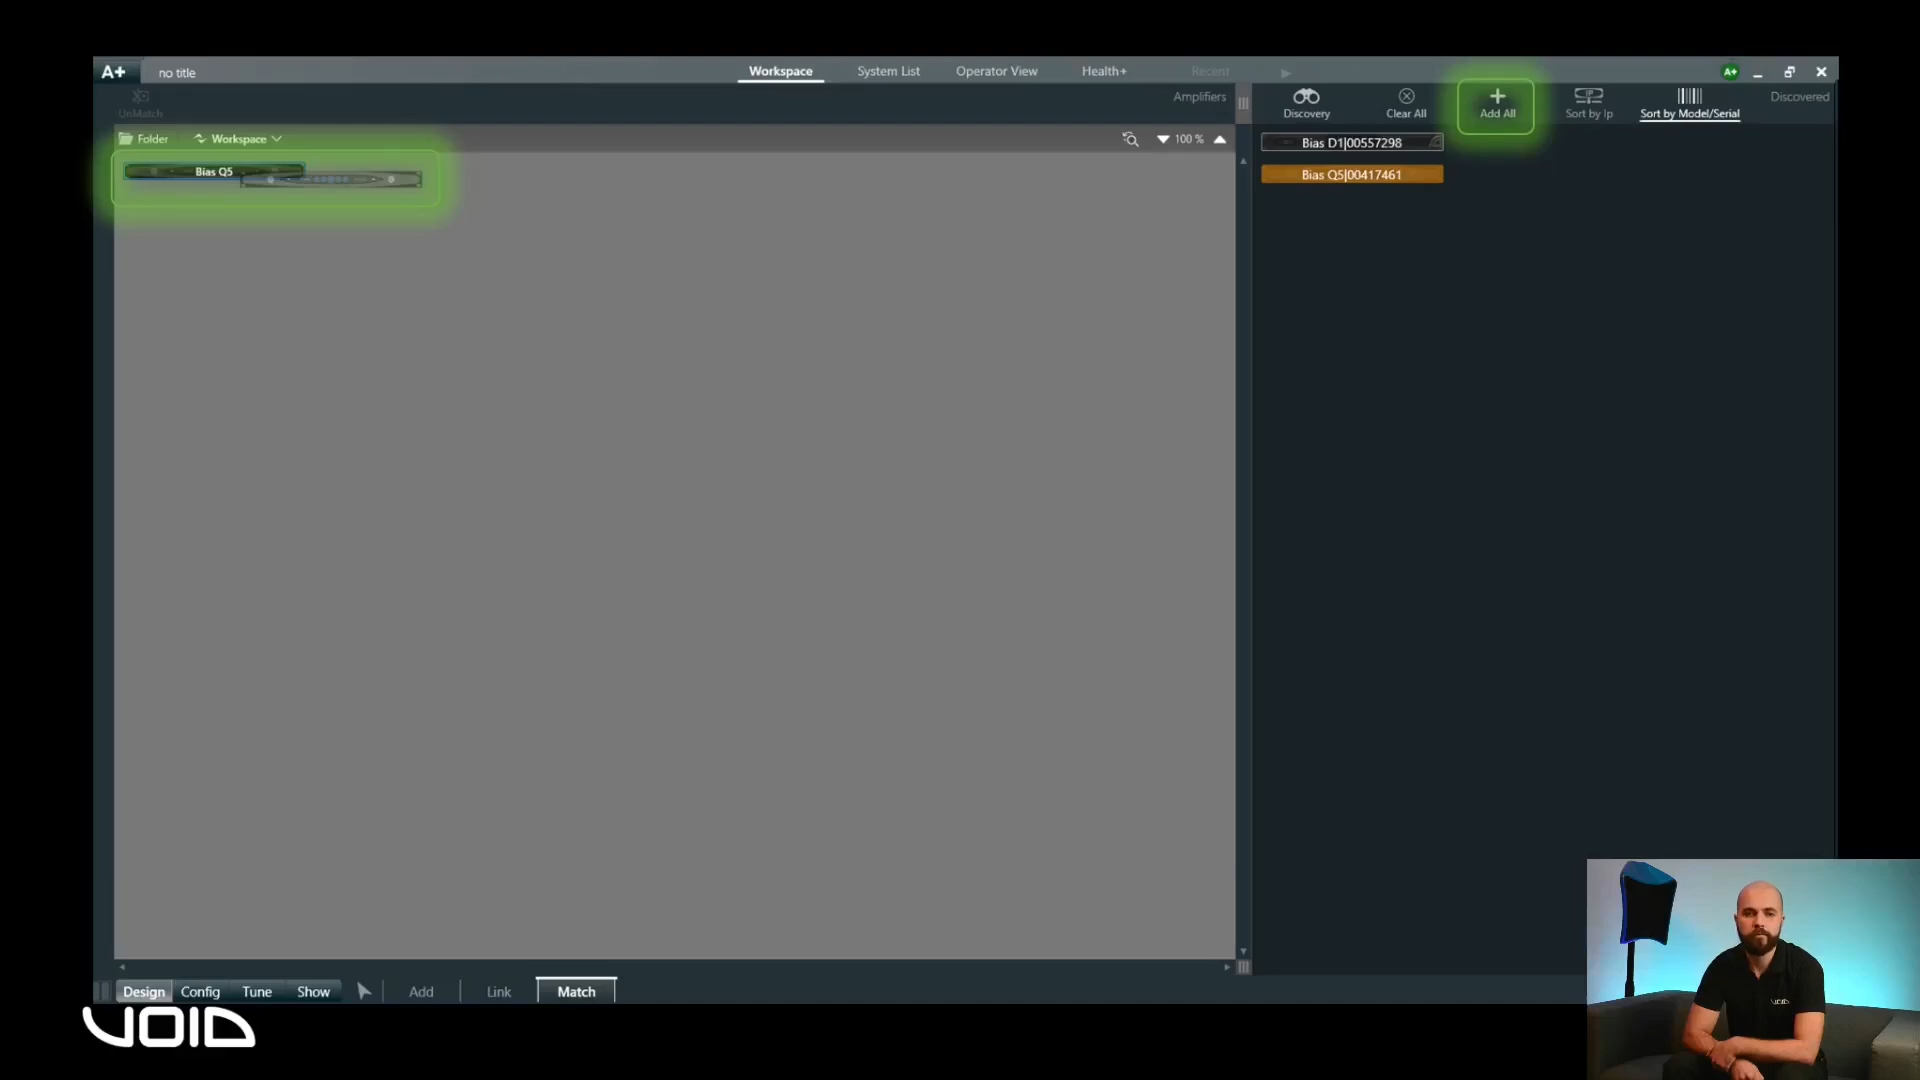 A+ no title Workspace System List Operator View Health+ Recent A+
UnMatch Amplifiers Discovery Clear All Add All Sort by Ip Sort by Model/Serial Discovered
Folder Workspace 100 %
Bias Q5
Bias D1|00557298
Bias Q5|00417461
Design Config Tune Show Add Link Match
VOID
VOID